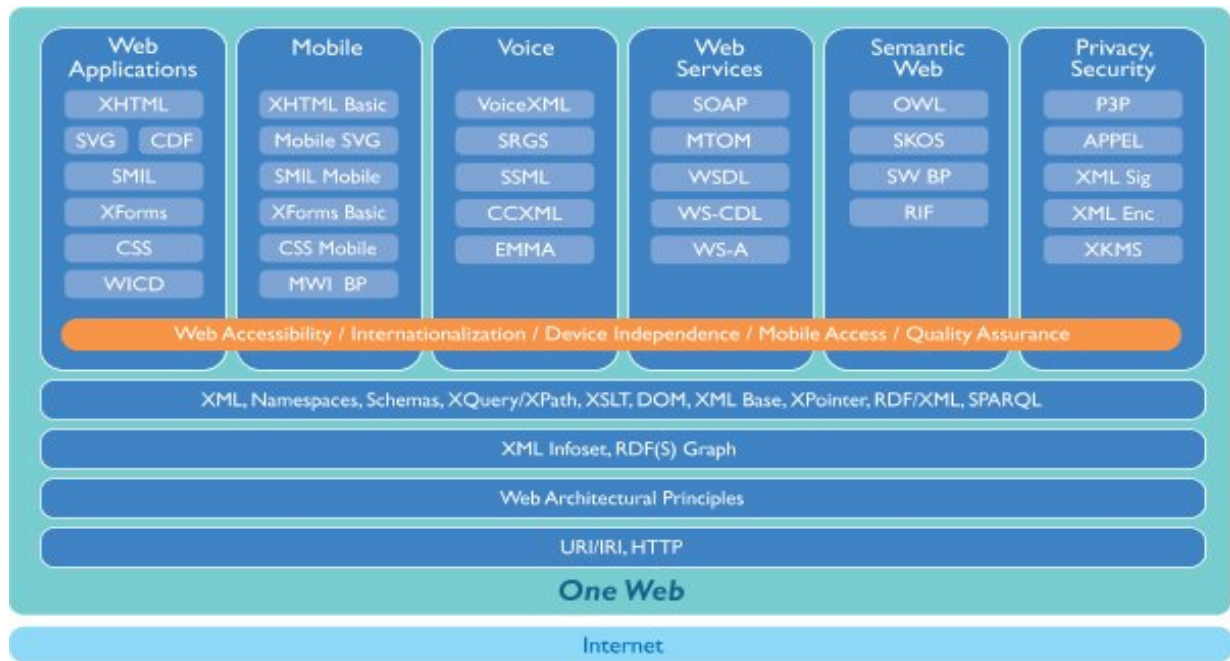 Web
Applications
XHTML
SVG
CDF
SMIL
XForms
CSS
WICD
Mobile
XHTML Basic
Mobile SVG
SMIL Mobile
XForms Basic
CSS Mobile
MWI BP
Voice
VoiceXML
SRGS
SSML
CCXML
EMMA
Web
Services
SOAP
MTOM
WSDL
WS-CDL
WS-A
Semantic
Web
OWL
SKOS
SW BP
RIF
Privacy,
Security
P3P
APPEL
XML Sig
XML Enc
XKMS
Web Accessibility / Internationalization / Device Independence / Mobile Access / Quality Assurance
XML, Namespaces, Schemas, XQuery/XPath, XSLT, DOM, XML Base, XPointer, RDF/XML, SPARQL
XML Infoset, RDF(S) Graph
Web Architectural Principles
URI/IRI, HTTP
One Web
Internet